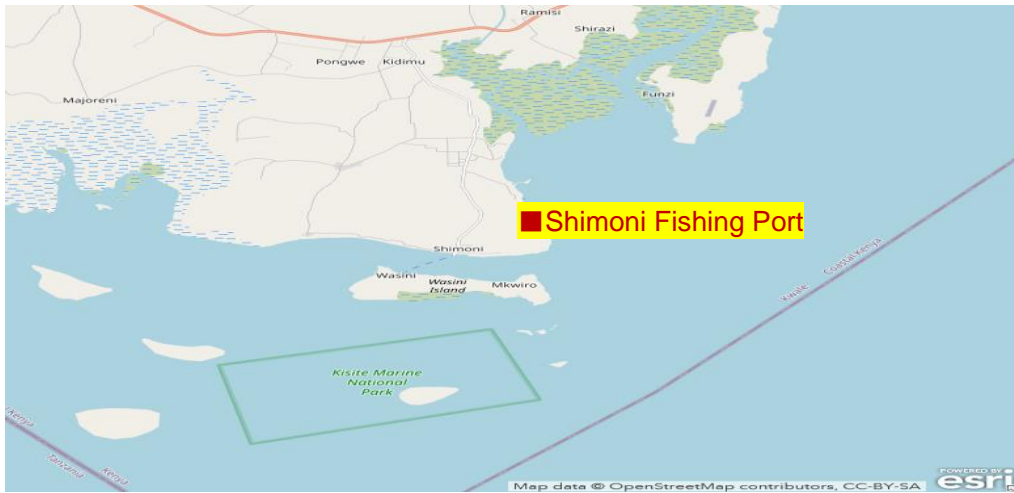 Ramisi
Shirazi
Pongwe Kidimu
Majoreni
Funzi
Shimoni Fishing Port
Shimoni
Coastal Kenya
Kwale
Wasini
Wasini
Island
Mkwiro
Kisite Marine
National
Park
Kenya
Tanzania
Kenya
POWERED BY
esri
Map data © OpenStreetMap contributors, CC-BY-SA